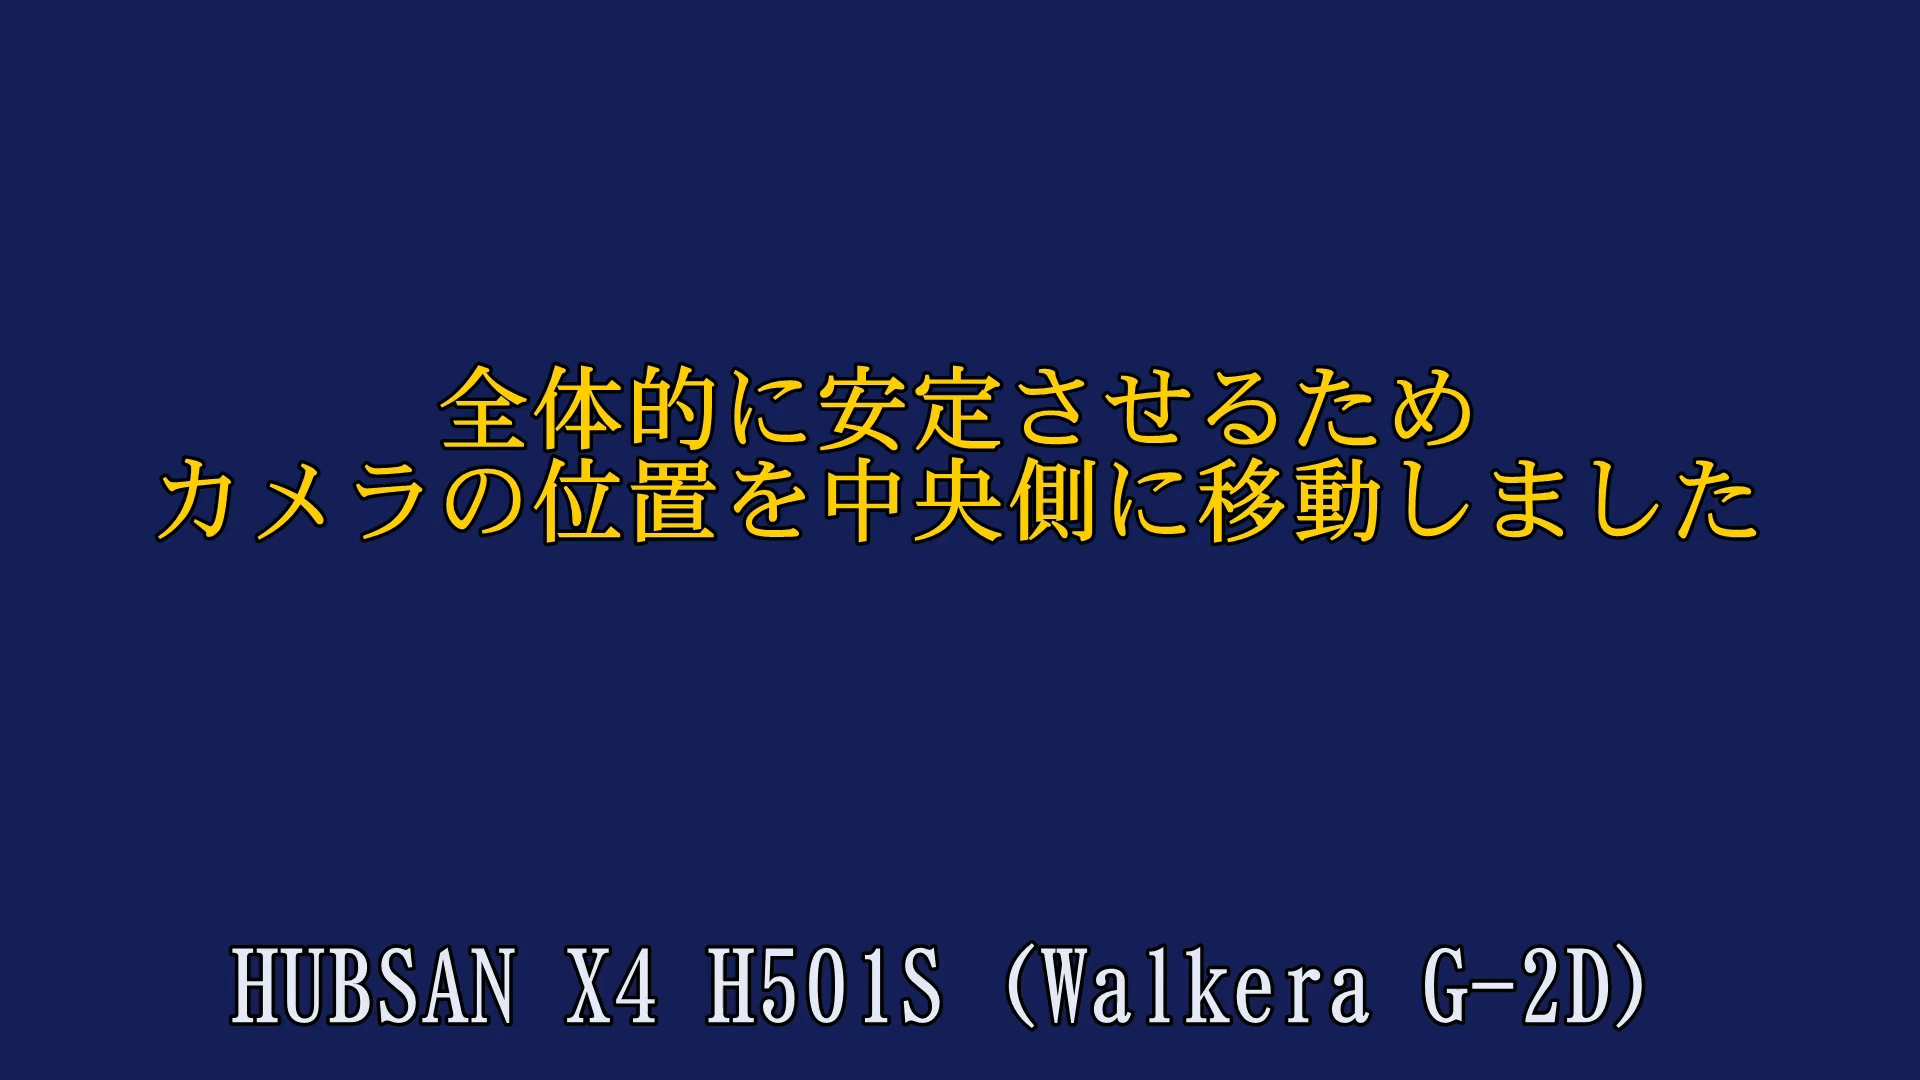 全体的に安定させるため
カメラの位置を中央側に移動しました
HUBSAN X4 H501S (Walkera G-2D)